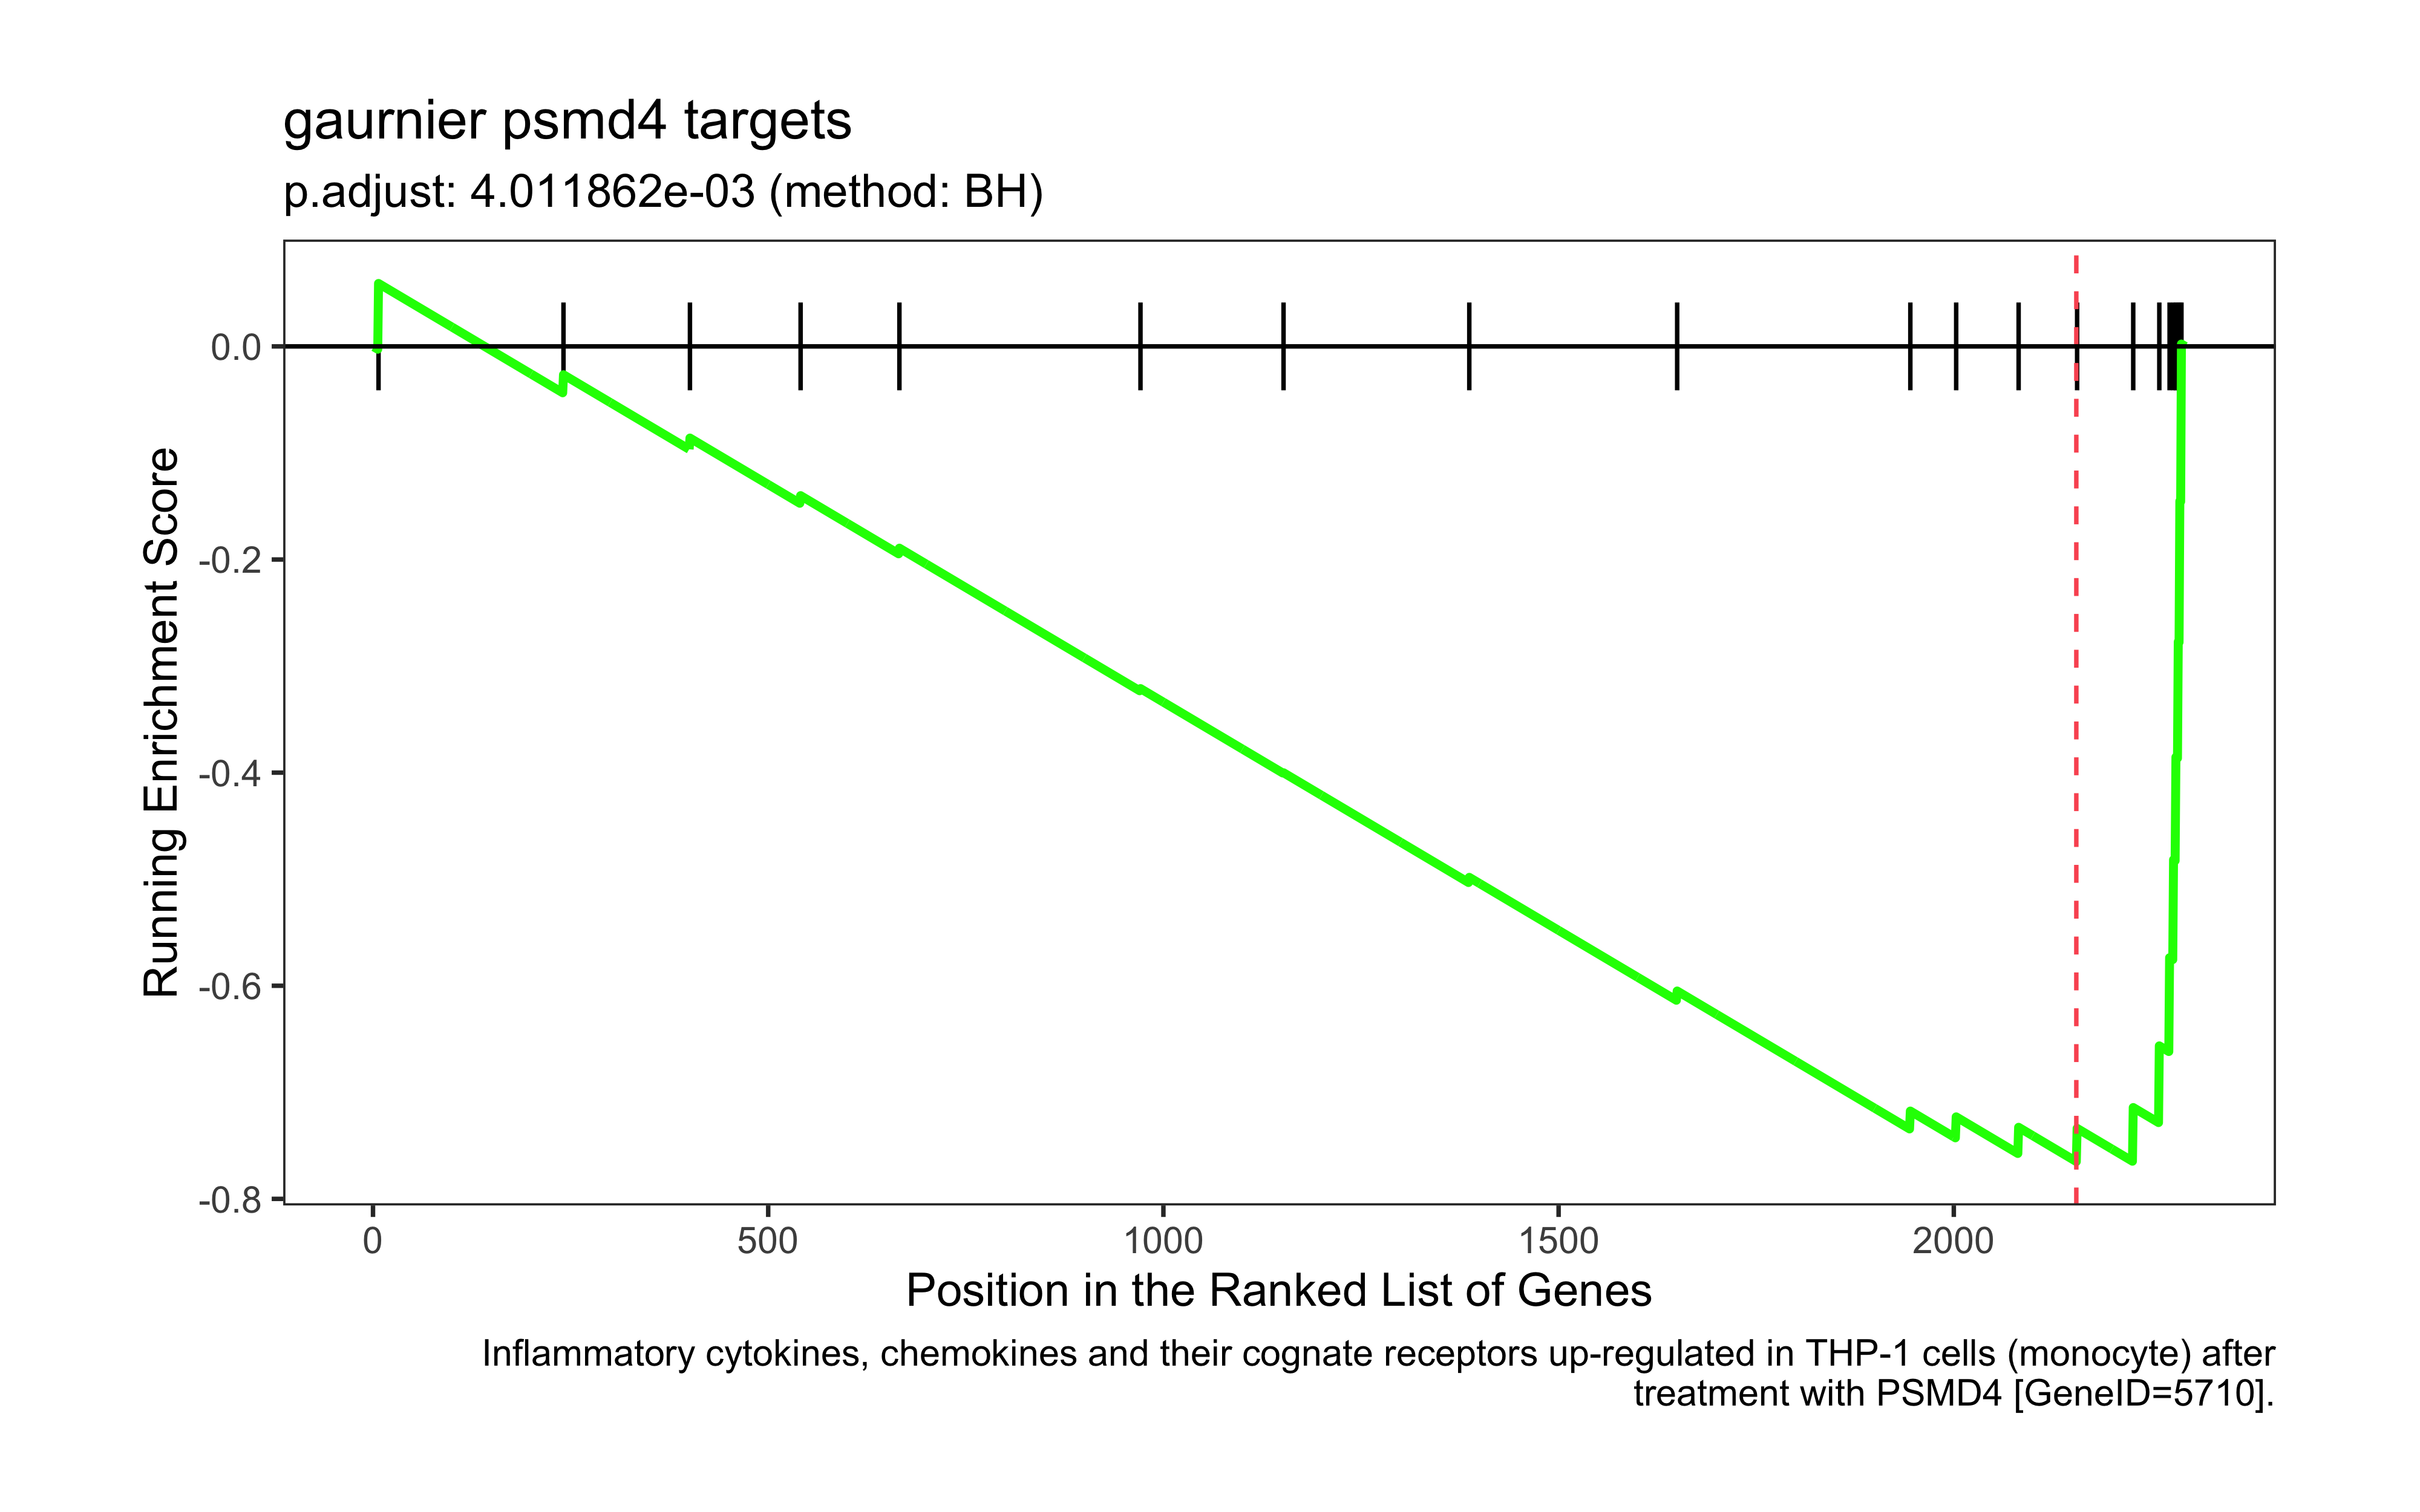 gaurnier psmd4 targets
p.adjust: 4.011862e-03 (method: BH)
Running Enrichment Score
0.0
-0.2
-0.4
-0.6
-0.8
0
500
1000
1500
2000
Position in the Ranked List of Genes
Inflammatory cytokines, chemokines and their cognate receptors up-regulated in THP-1 cells (monocyte) after
treatment with PSMD4 [GeneID=5710].